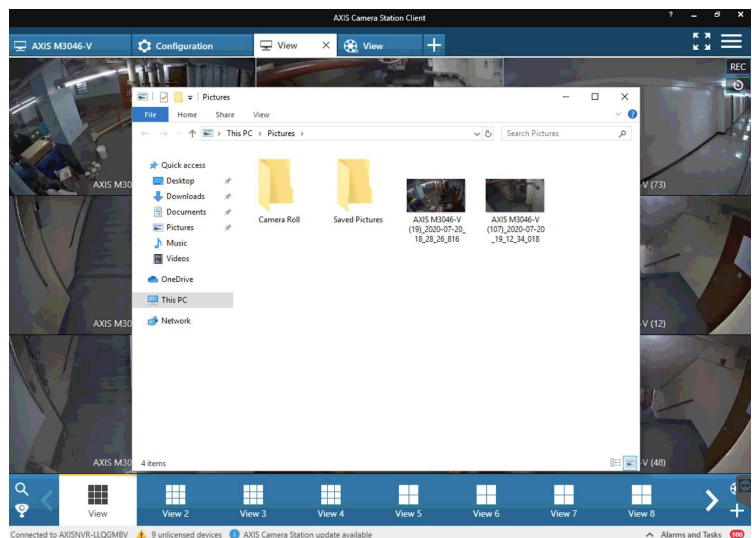 AXIS Camera Station Client
AXIS M3046-V
Configuration
View
View
REC
Pictures
File Home Share View
This PC > Pictures >
Search Pictures
Quick access
Desktop
Downloads
Documents
Pictures
Music
Videos
OneDrive
This PC
Network
Camera Roll
Saved Pictures
AXIS M3046-V
(19)_2020-07-20_
18_28_26_816
AXIS M3046-V
(107)_2020-07-20
_19_12_34_018
4 items
AXIS M30
-V (73)
AXIS M30
-V (12)
AXIS M30
-V (48)
View
View 2
View 3
View 4
View 5
View 6
View 7
View 8
Connected to AXISNVR-LLQGMBV 9 unlicensed devices AXIS Camera Station update available Alarms and Tasks 100